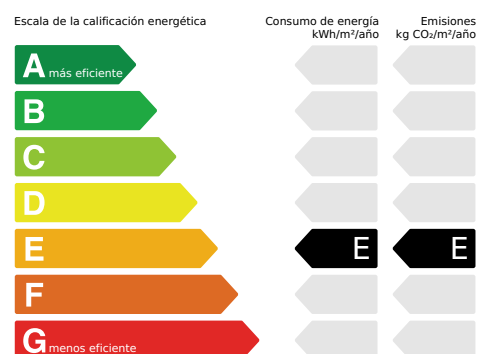 Escala de la calificación energética
Consumo de energía
kWh/m²/año
Emisiones
kg CO₂/m²/año
A más eficiente
B
C
D
E E E
F
G menos eficiente